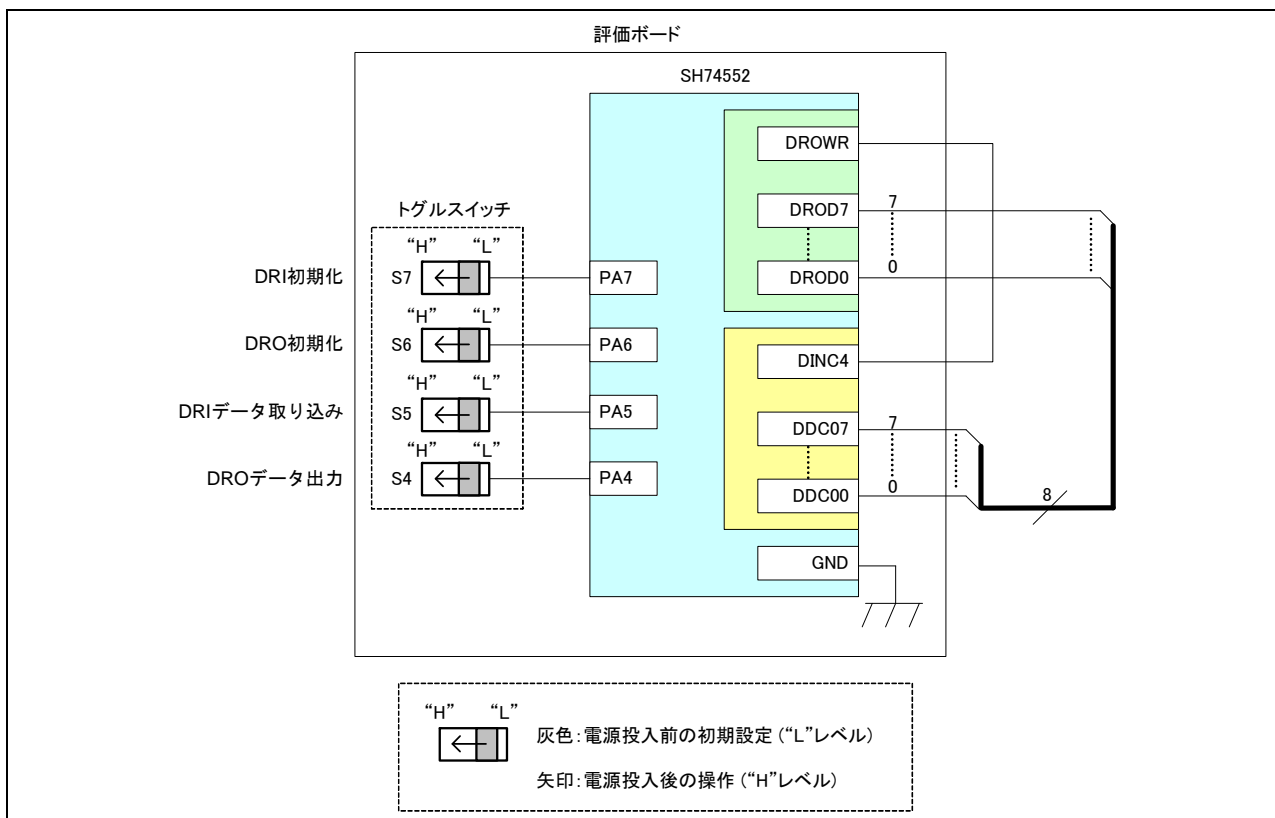 評価ボード
SH74552
DROWR
トグルスイッチ
DROD7
7
"H" "L"
DRI初期化
S7
PA7
DROD0
0
"H" "L"
DRO初期化
S6
PA6
DINC4
"H" "L"
DRIデータ取り込み
S5
PA5
DDC07
7
"H" "L"
DROデータ出力
S4
PA4
DDC00
0
8
GND
"H" "L"
灰色:電源投入前の初期設定("L"レベル)
矢印:電源投入後の操作("H"レベル)